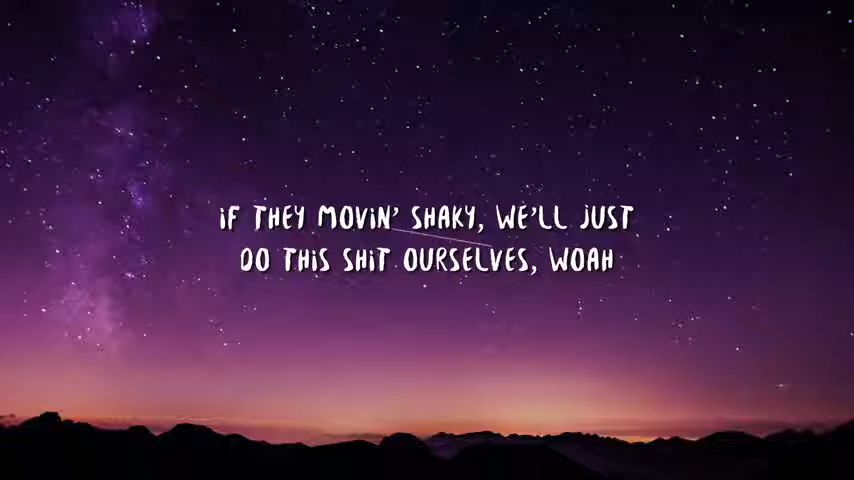 iF THEY MOViN' SHAKY, WE'LL JUST
DO THiS SHiT OURSELVES, WOAH